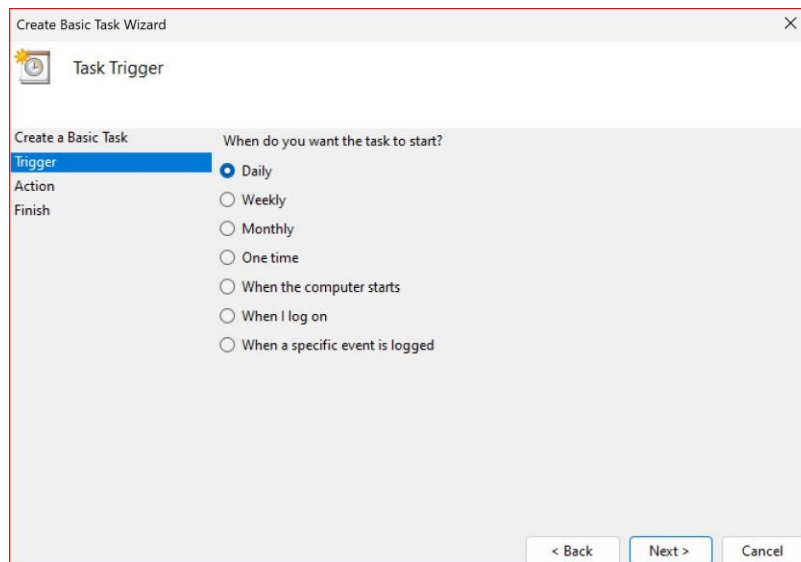 Create Basic Task Wizard
Task Trigger
Create a Basic Task
Trigger
Action
Finish
When do you want the task to start?
Daily
Weekly
Monthly
One time
When the computer starts
When I log on
When a specific event is logged
< Back
Next >
Cancel